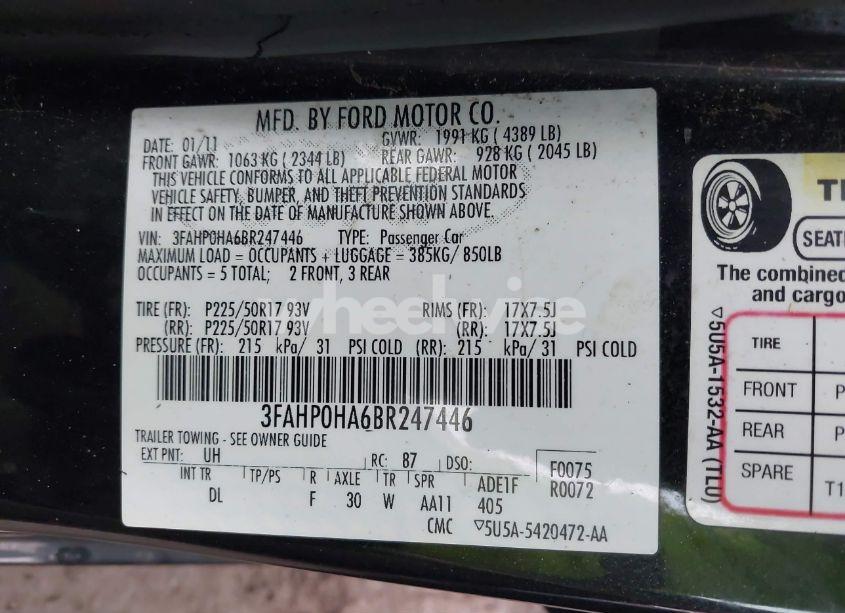 MFD. BY FORD MOTOR CO.
DATE: 01/11 GVWR: 1991 KG ( 4389 LB)
FRONT GAWR: 1063 KG ( 2344 LB) REAR GAWR: 928 KG ( 2045 LB)
THIS VEHICLE CONFORMS TO ALL APPLICABLE FEDERAL MOTOR
VEHICLE SAFETY, BUMPER, AND THEFT PREVENTION STANDARDS
IN EFFECT ON THE DATE OF MANUFACTURE SHOWN ABOVE.
VIN: 3FAHP0HA6BR247446 TYPE: Passenger Car
MAXIMUM LOAD = OCCUPANTS + LUGGAGE = 385KG/ 850LB
OCCUPANTS = 5 TOTAL; 2 FRONT, 3 REAR
wheelwise
TIRE (FR): P225/50R17 93V RIMS (FR): 17X7.5J
(RR): P225/50R17 93V (RR): 17X7.5J
PRESSURE (FR): 215 kPa/ 31 PSI COLD (RR): 215 kPa/ 31 PSI COLD
3FAHP0HA6BR247446
TRAILER TOWING - SEE OWNER GUIDE
EXT PNT: UH RC: 87 DSO: F0075
R0072
INT TR TP/PS R AXLE TR SPR ADE1F
DL F 30 W AA11 405
CMC ▽5U5A-5420472-AA
SEATI
The combined
and cargo
▽5U5A-1532-AA (TLU)
TIRE
FRONT P
REAR P
SPARE T1